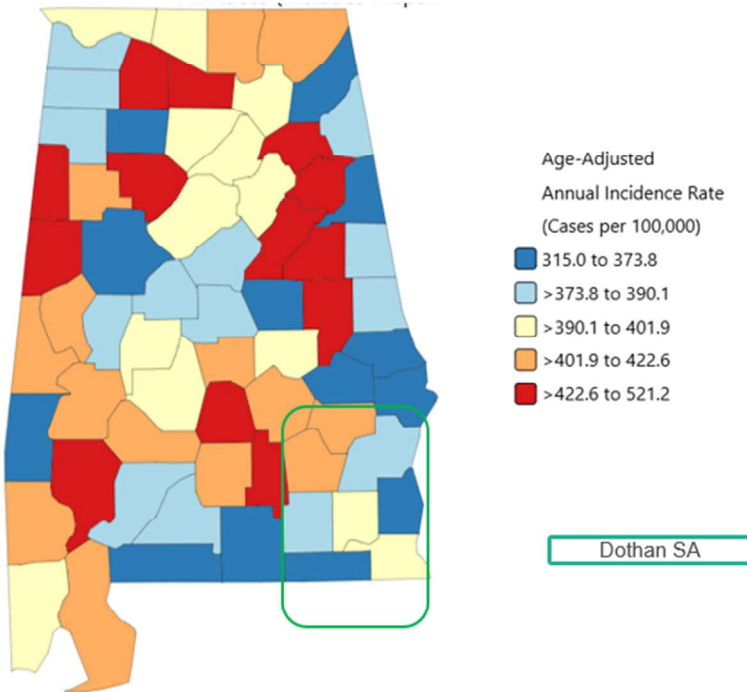 Age-Adjusted
Annual Incidence Rate
(Cases per 100,000)
315.0 to 373.8
>373.8 to 390.1
>390.1 to 401.9
>401.9 to 422.6
>422.6 to 521.2
Dothan SA